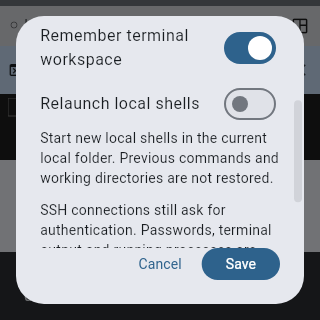 Remember terminal
workspace
Relaunch local shells
Start new local shells in the current
local folder. Previous commands and
working directories are not restored.
SSH connections still ask for
authentication. Passwords, terminal
Cancel
Save